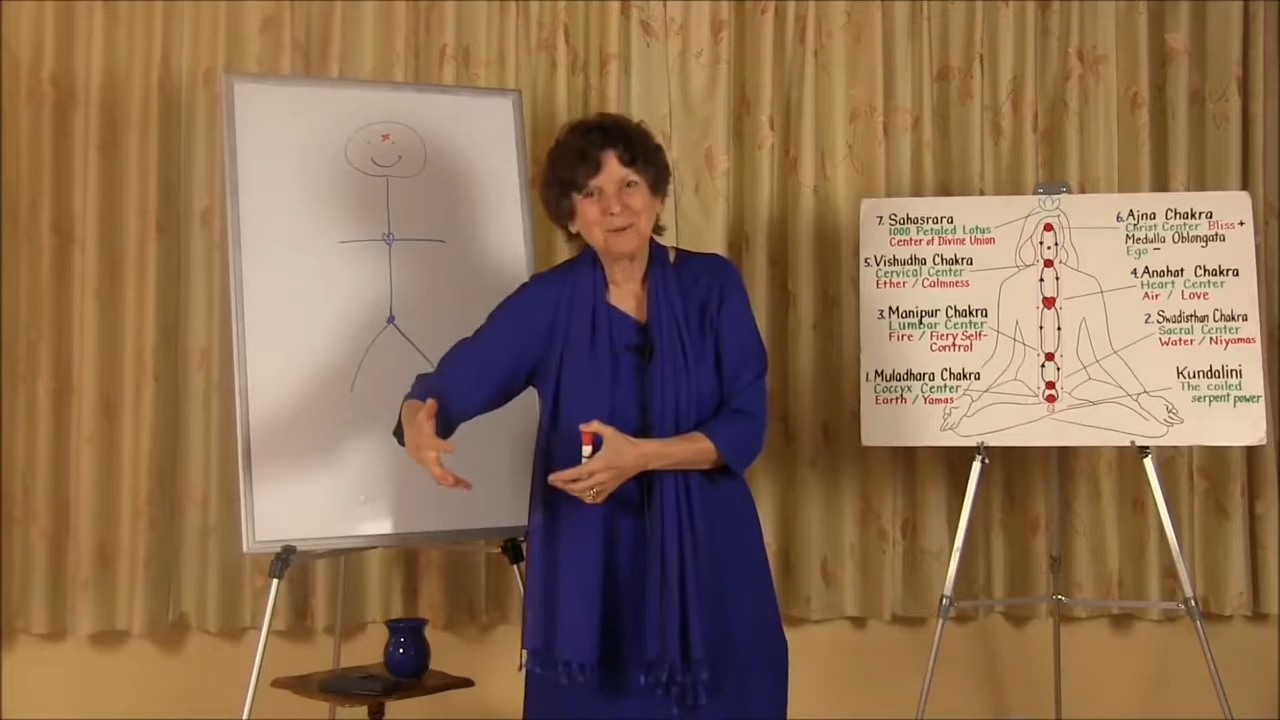 7. Sahasrara
1000 Petaled Lotus
Center of Divine Union
6. Ajna Chakra
Christ Center Bliss +
Medulla Oblongata
Ego -
5. Vishudha Chakra
Cervical Center
Ether / Calmness
4. Anahat Chakra
Heart Center
Air / Love
3. Manipur Chakra
Lumbar Center
Fire / Fiery Self-
Control
2. Swadisthan Chakra
Sacral Center
Water / Niyamas
1. Muladhara Chakra
Coccyx Center
Earth / Yamas
Kundalini
The coiled
serpent power